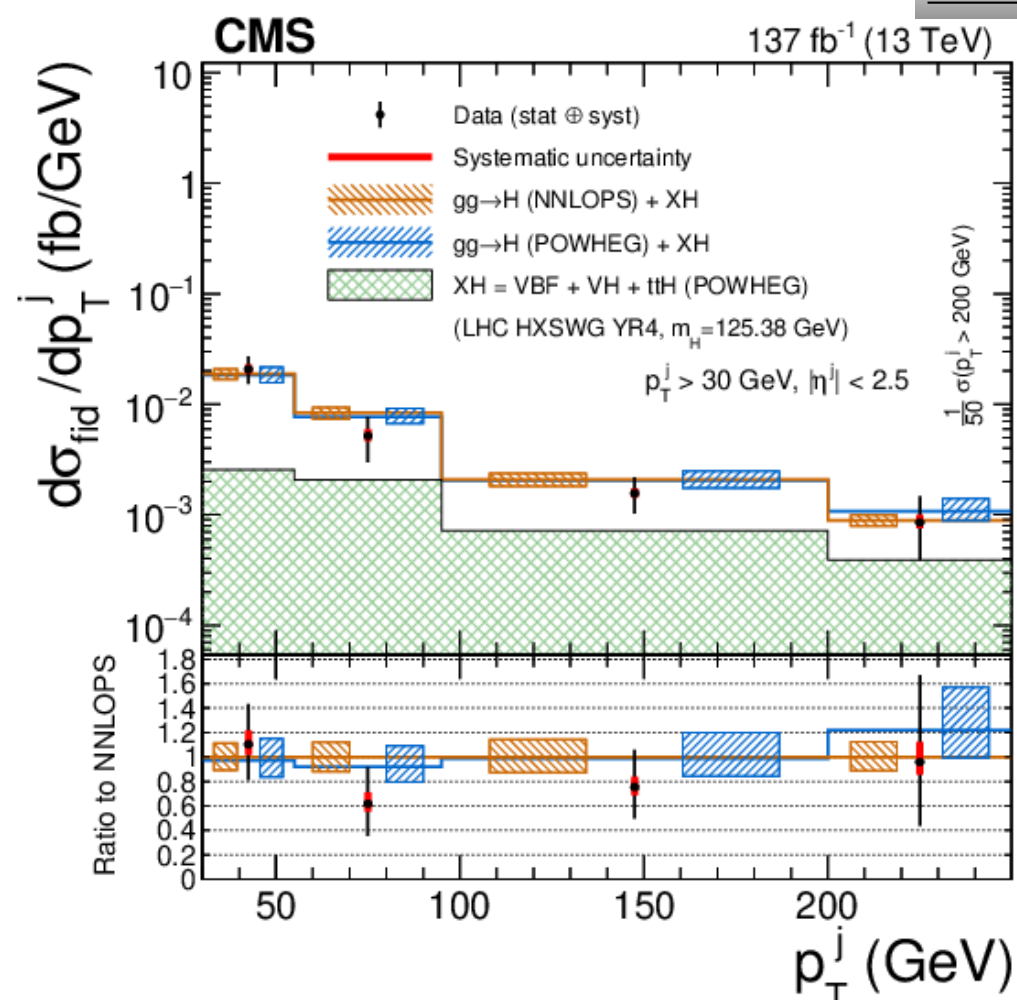 CMS
137 fb⁻¹ (13 TeV)
dσ_fid /dp_T^j (fb/GeV)
10
1
10⁻¹
10⁻²
10⁻³
10⁻⁴
Data (stat ⊕ syst)
Systematic uncertainty
gg→H (NNLOPS) + XH
gg→H (POWHEG) + XH
XH = VBF + VH + ttH (POWHEG)
(LHC HXSWG YR4, m_H=125.38 GeV)
p_T^j > 30 GeV, |η^j| < 2.5
1/50 σ(p_T^j > 200 GeV)
Ratio to NNLOPS
1.8
1.6
1.4
1.2
1
0.8
0.6
0.4
0.2
0
50 100 150 200
p_T^j (GeV)